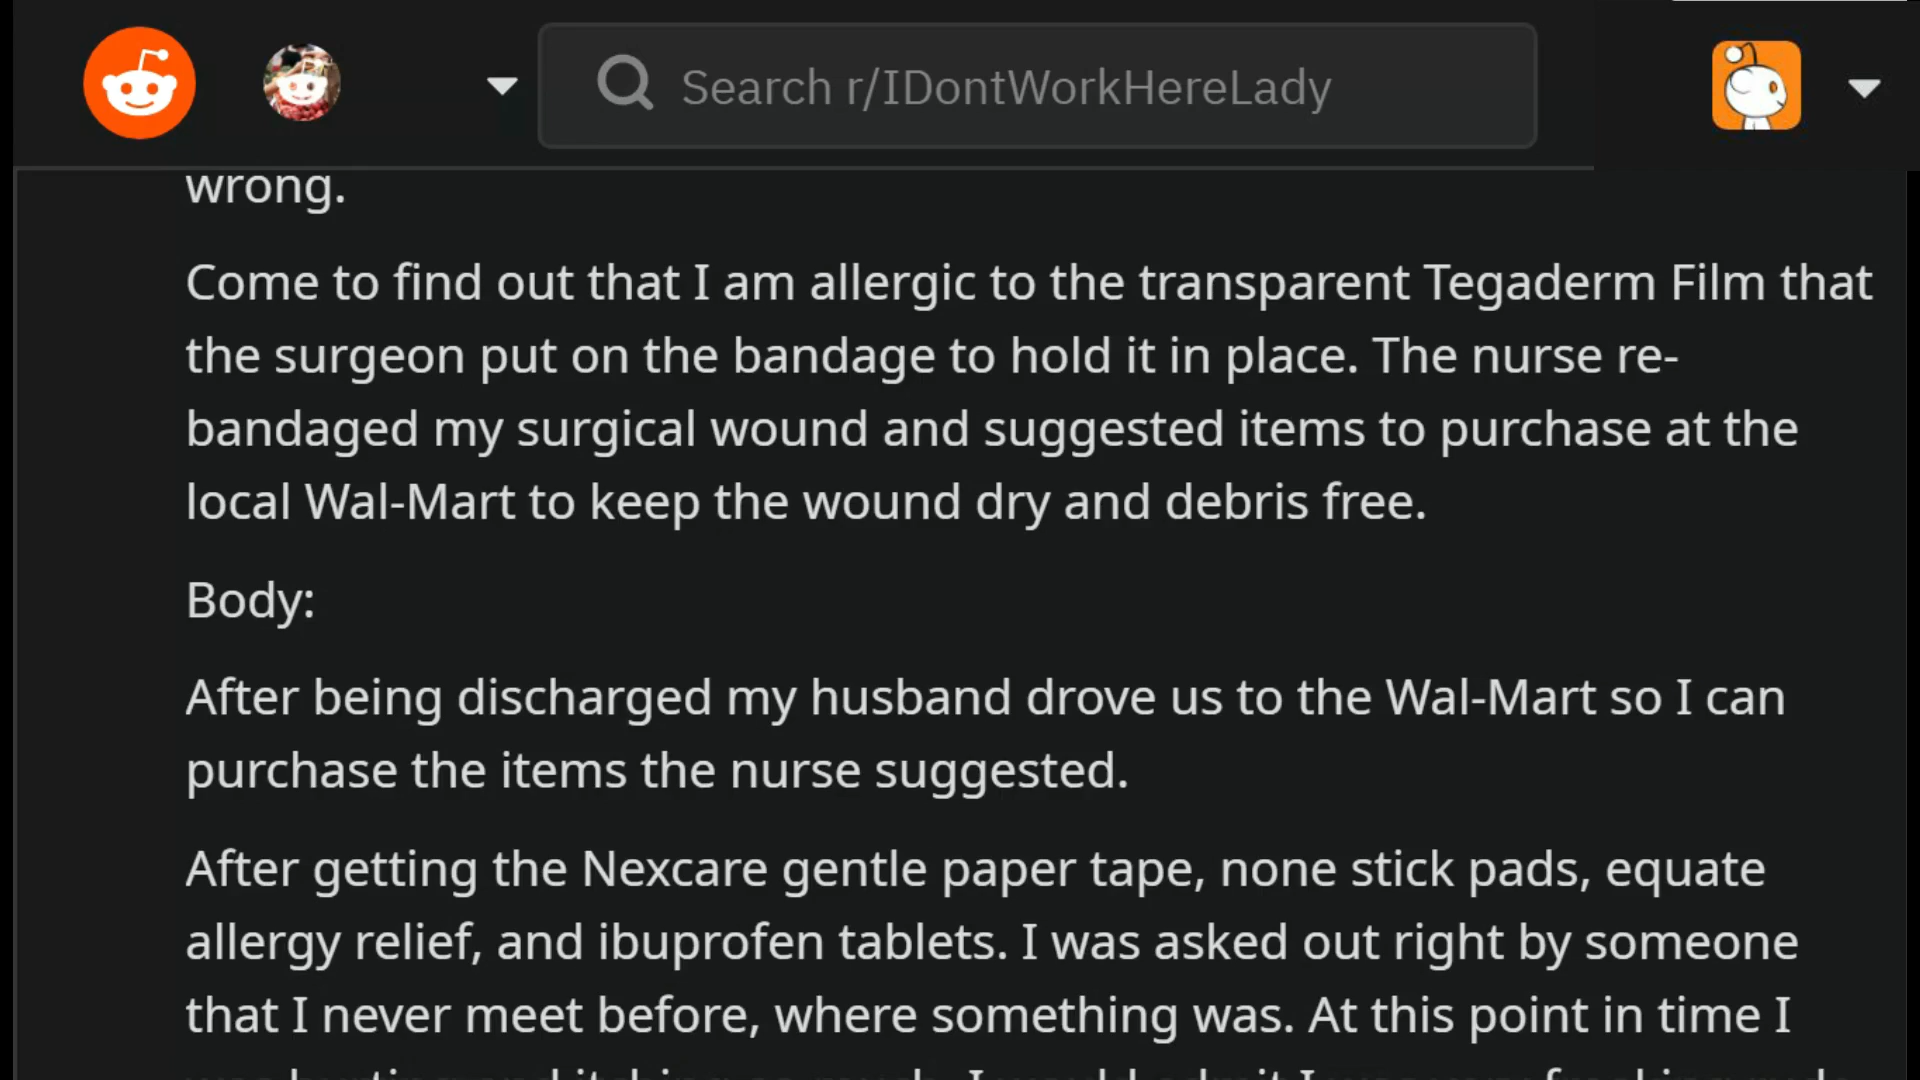 Search r/IDontWorkHereLady
wrong.
Come to find out that I am allergic to the transparent Tegaderm Film that
the surgeon put on the bandage to hold it in place. The nurse re-
bandaged my surgical wound and suggested items to purchase at the
local Wal-Mart to keep the wound dry and debris free.
Body:
After being discharged my husband drove us to the Wal-Mart so I can
purchase the items the nurse suggested.
After getting the Nexcare gentle paper tape, none stick pads, equate
allergy relief, and ibuprofen tablets. I was asked out right by someone
that I never meet before, where something was. At this point in time I